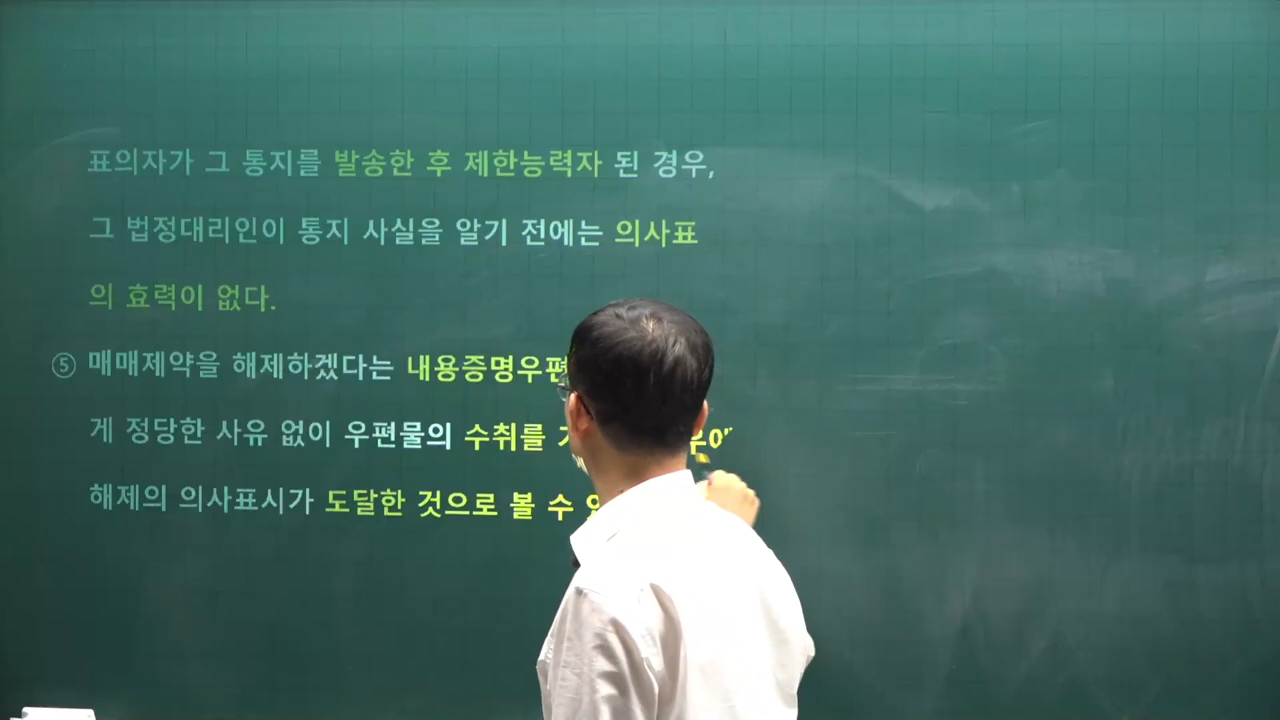 표의자가 그 통지를 발송한 후 제한능력자 된 경우,
그 법정대리인이 통지 사실을 알기 전에는 의사표
의 효력이 없다.
⑤ 매매제약을 해제하겠다는 내용증명우편
게 정당한 사유 없이 우편물의 수취를
해제의 의사표시가 도달한 것으로 볼 수